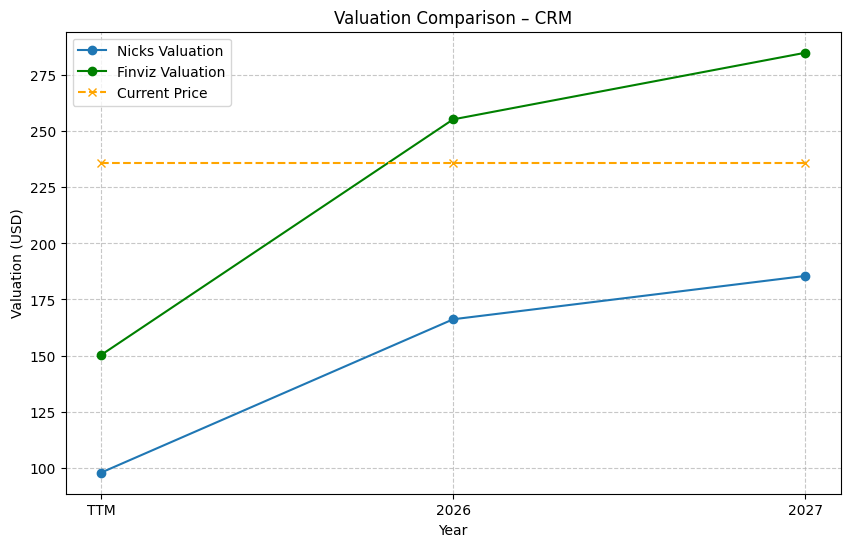 Valuation Comparison – CRM
Nicks Valuation
Finviz Valuation
Current Price
Valuation (USD)
275
250
225
200
175
150
125
100
TTM
2026
2027
Year